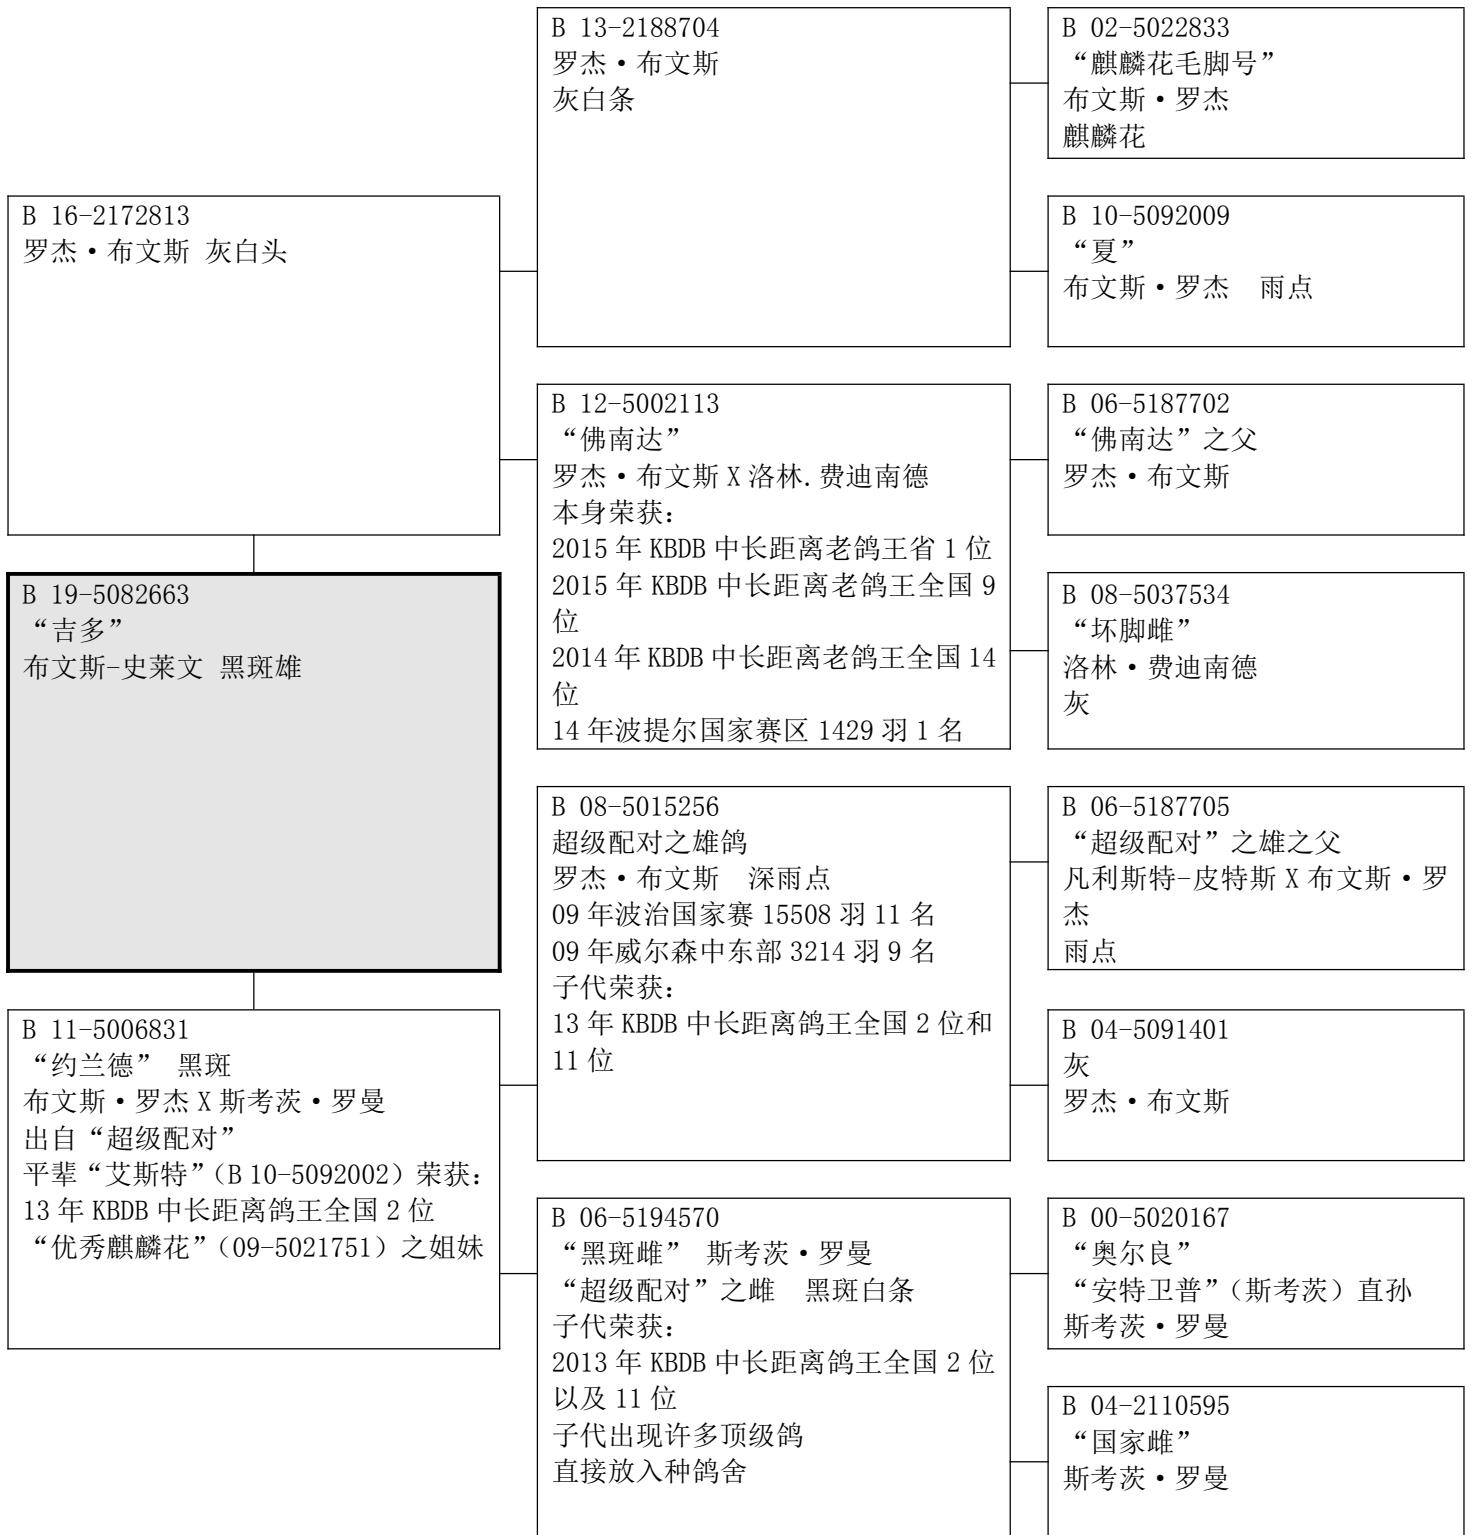 B 16-2172813
罗杰·布文斯 灰白头
B 19-5082663
“吉多”
布文斯-史莱文 黑斑雄
B 11-5006831
“约兰德” 黑斑
布文斯·罗杰 X 斯考茨·罗曼
出自“超级配对”
平辈“艾斯特”（B 10-5092002）荣获：
13 年 KBDB 中长距离鸽王全国 2 位
“优秀麒麟花”（09-5021751）之姐妹
B 13-2188704
罗杰·布文斯
灰白条
B 12-5002113
“佛南达”
罗杰·布文斯 X 洛林.费迪南德
本身荣获：
2015 年 KBDB 中长距离老鸽王省 1 位
2015 年 KBDB 中长距离老鸽王全国 9
位
2014 年 KBDB 中长距离老鸽王全国 14
位
14 年波提尔国家赛区 1429 羽 1 名
B 08-5015256
超级配对之雄鸽
罗杰·布文斯 深雨点
09 年波治国家赛 15508 羽 11 名
09 年威尔森中东部 3214 羽 9 名
子代荣获：
13 年 KBDB 中长距离鸽王全国 2 位和
11 位
B 06-5194570
“黑斑雌” 斯考茨·罗曼
“超级配对”之雌 黑斑白条
子代荣获：
2013 年 KBDB 中长距离鸽王全国 2 位
以及 11 位
子代出现许多顶级鸽
直接放入种鸽舍
B 02-5022833
“麒麟花毛脚号”
布文斯·罗杰
麒麟花
B 10-5092009
“夏”
布文斯·罗杰 雨点
B 06-5187702
“佛南达”之父
罗杰·布文斯
B 08-5037534
“坏脚雌”
洛林·费迪南德
灰
B 06-5187705
“超级配对”之雄之父
凡利斯特-皮特斯 X 布文斯·罗
杰
雨点
B 04-5091401
灰
罗杰·布文斯
B 00-5020167
“奥尔良”
“安特卫普”（斯考茨）直孙
斯考茨·罗曼
B 04-2110595
“国家雌”
斯考茨·罗曼